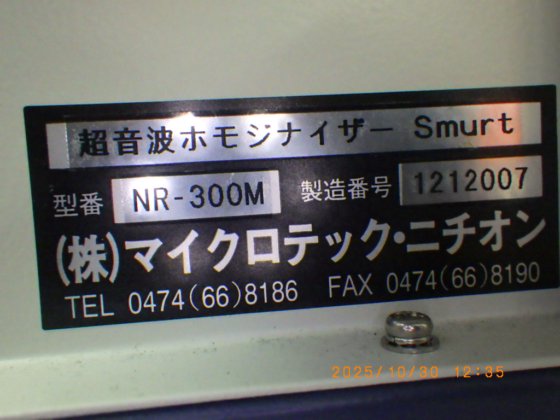 超音波ホモジナイザー Smurt
型番 NR-300M 製造番号 1212007
(株)マイクロテック・ニチオン
TEL 0474(66)8186 FAX 0474(66)8190
2025/10/30 12:35